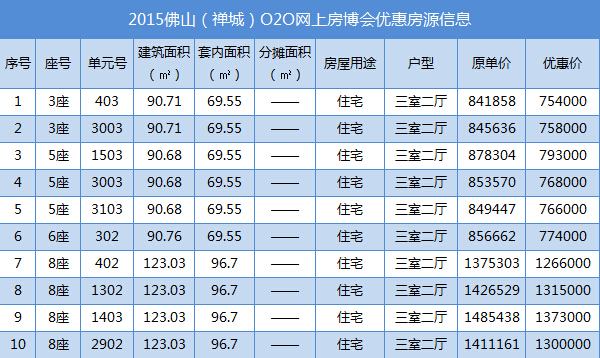 2015佛山（禅城）O2O网上房博会优惠房源信息
序号 座号 单元号 建筑面积（㎡） 套内面积（㎡） 分摊面积（㎡） 房屋用途 户型 原单价 优惠价
1 3座 403 90.71 69.55 —— 住宅 三室二厅 841858 754000
2 3座 3003 90.71 69.55 —— 住宅 三室二厅 845636 758000
3 5座 1503 90.68 69.55 —— 住宅 三室二厅 878304 793000
4 5座 3003 90.68 69.55 —— 住宅 三室二厅 853570 768000
5 5座 3103 90.68 69.55 —— 住宅 三室二厅 849447 766000
6 6座 302 90.76 69.55 —— 住宅 三室二厅 856662 774000
7 8座 402 123.03 96.7 —— 住宅 三室二厅 1375303 1266000
8 8座 1302 123.03 96.7 —— 住宅 三室二厅 1426529 1315000
9 8座 1403 123.03 96.7 —— 住宅 三室二厅 1485438 1373000
10 8座 2902 123.03 96.7 —— 住宅 三室二厅 1411161 1300000